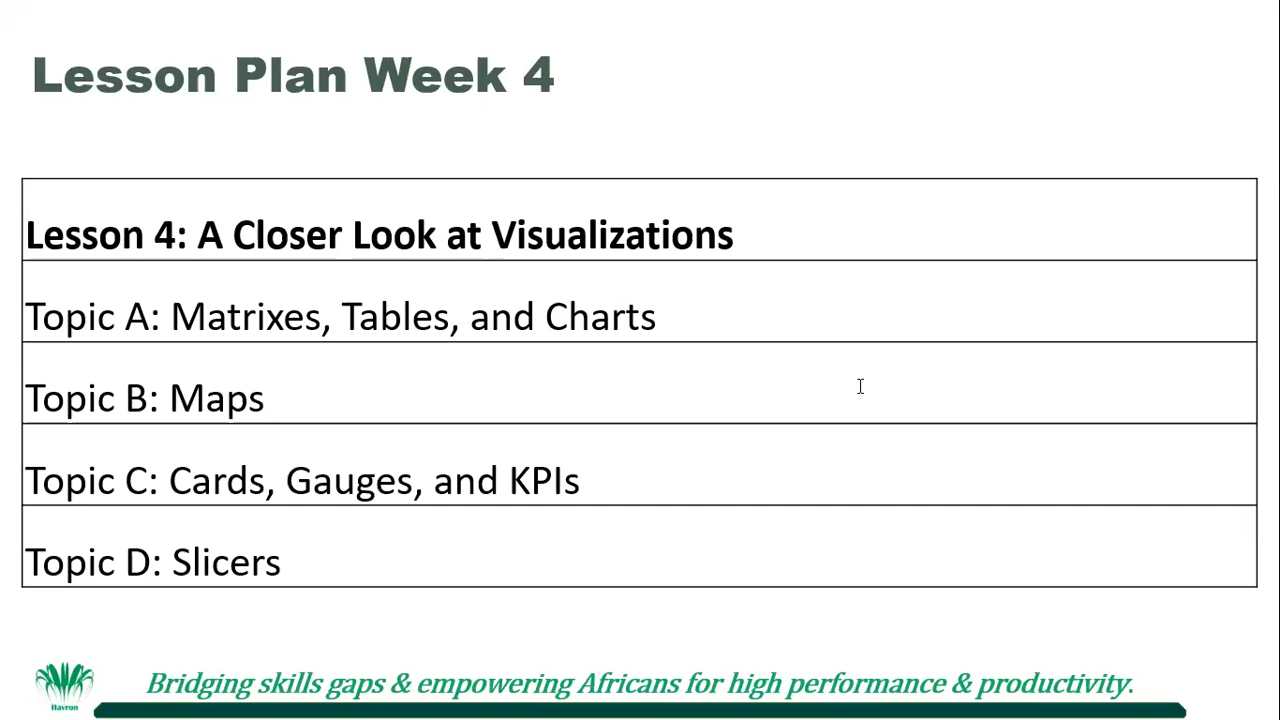 Lesson Plan Week 4
Lesson 4: A Closer Look at Visualizations
Topic A: Matrixes, Tables, and Charts
Topic B: Maps
Topic C: Cards, Gauges, and KPIs
Topic D: Slicers
Bridging skills gaps & empowering Africans for high performance & productivity.
Havron